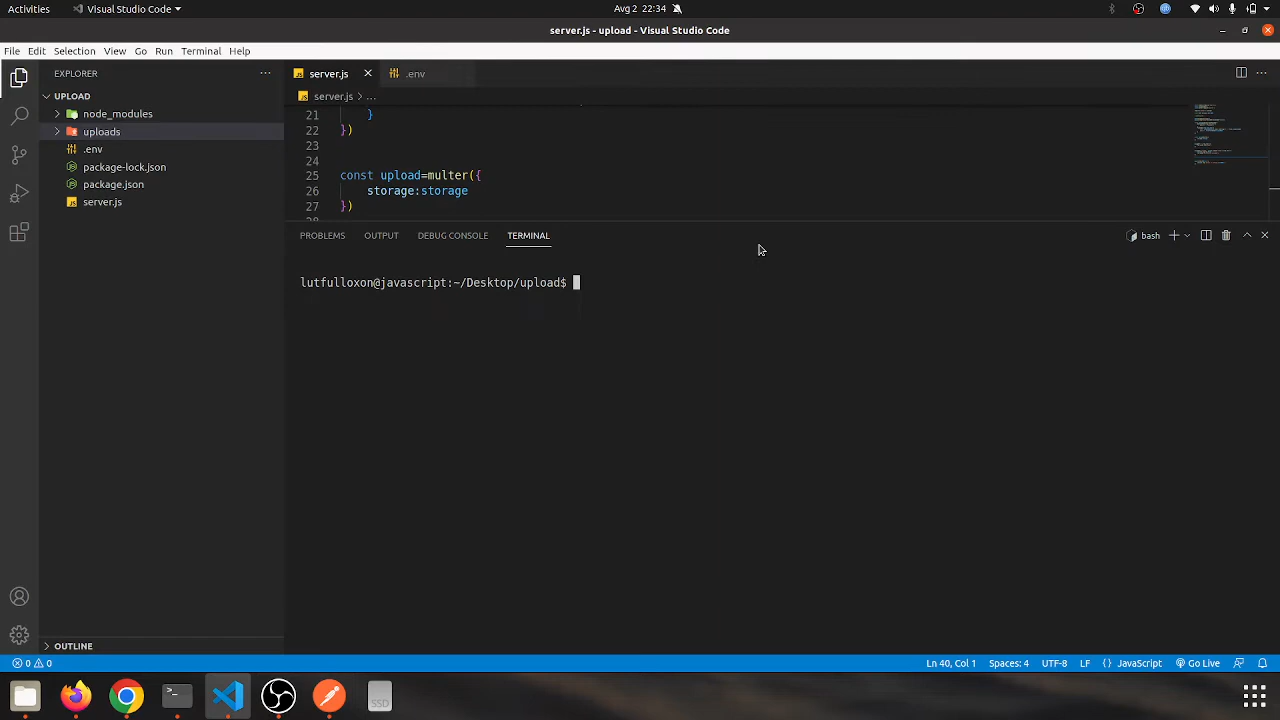 Activities
Visual Studio Code
Avg 2 22:34
server.js - upload - Visual Studio Code
File Edit Selection View Go Run Terminal Help
EXPLORER
UPLOAD
node_modules
uploads
.env
package-lock.json
package.json
server.js
OUTLINE
server.js
.env
server.js > ...
21 }
22 })
23
24
25 const upload=multer({
26 storage:storage
27 })
PROBLEMS OUTPUT DEBUG CONSOLE TERMINAL
bash
lutfulloxon@javascript:~/Desktop/upload$
0 0
Ln 40, Col 1 Spaces: 4 UTF-8 LF {} JavaScript Go Live
SSD